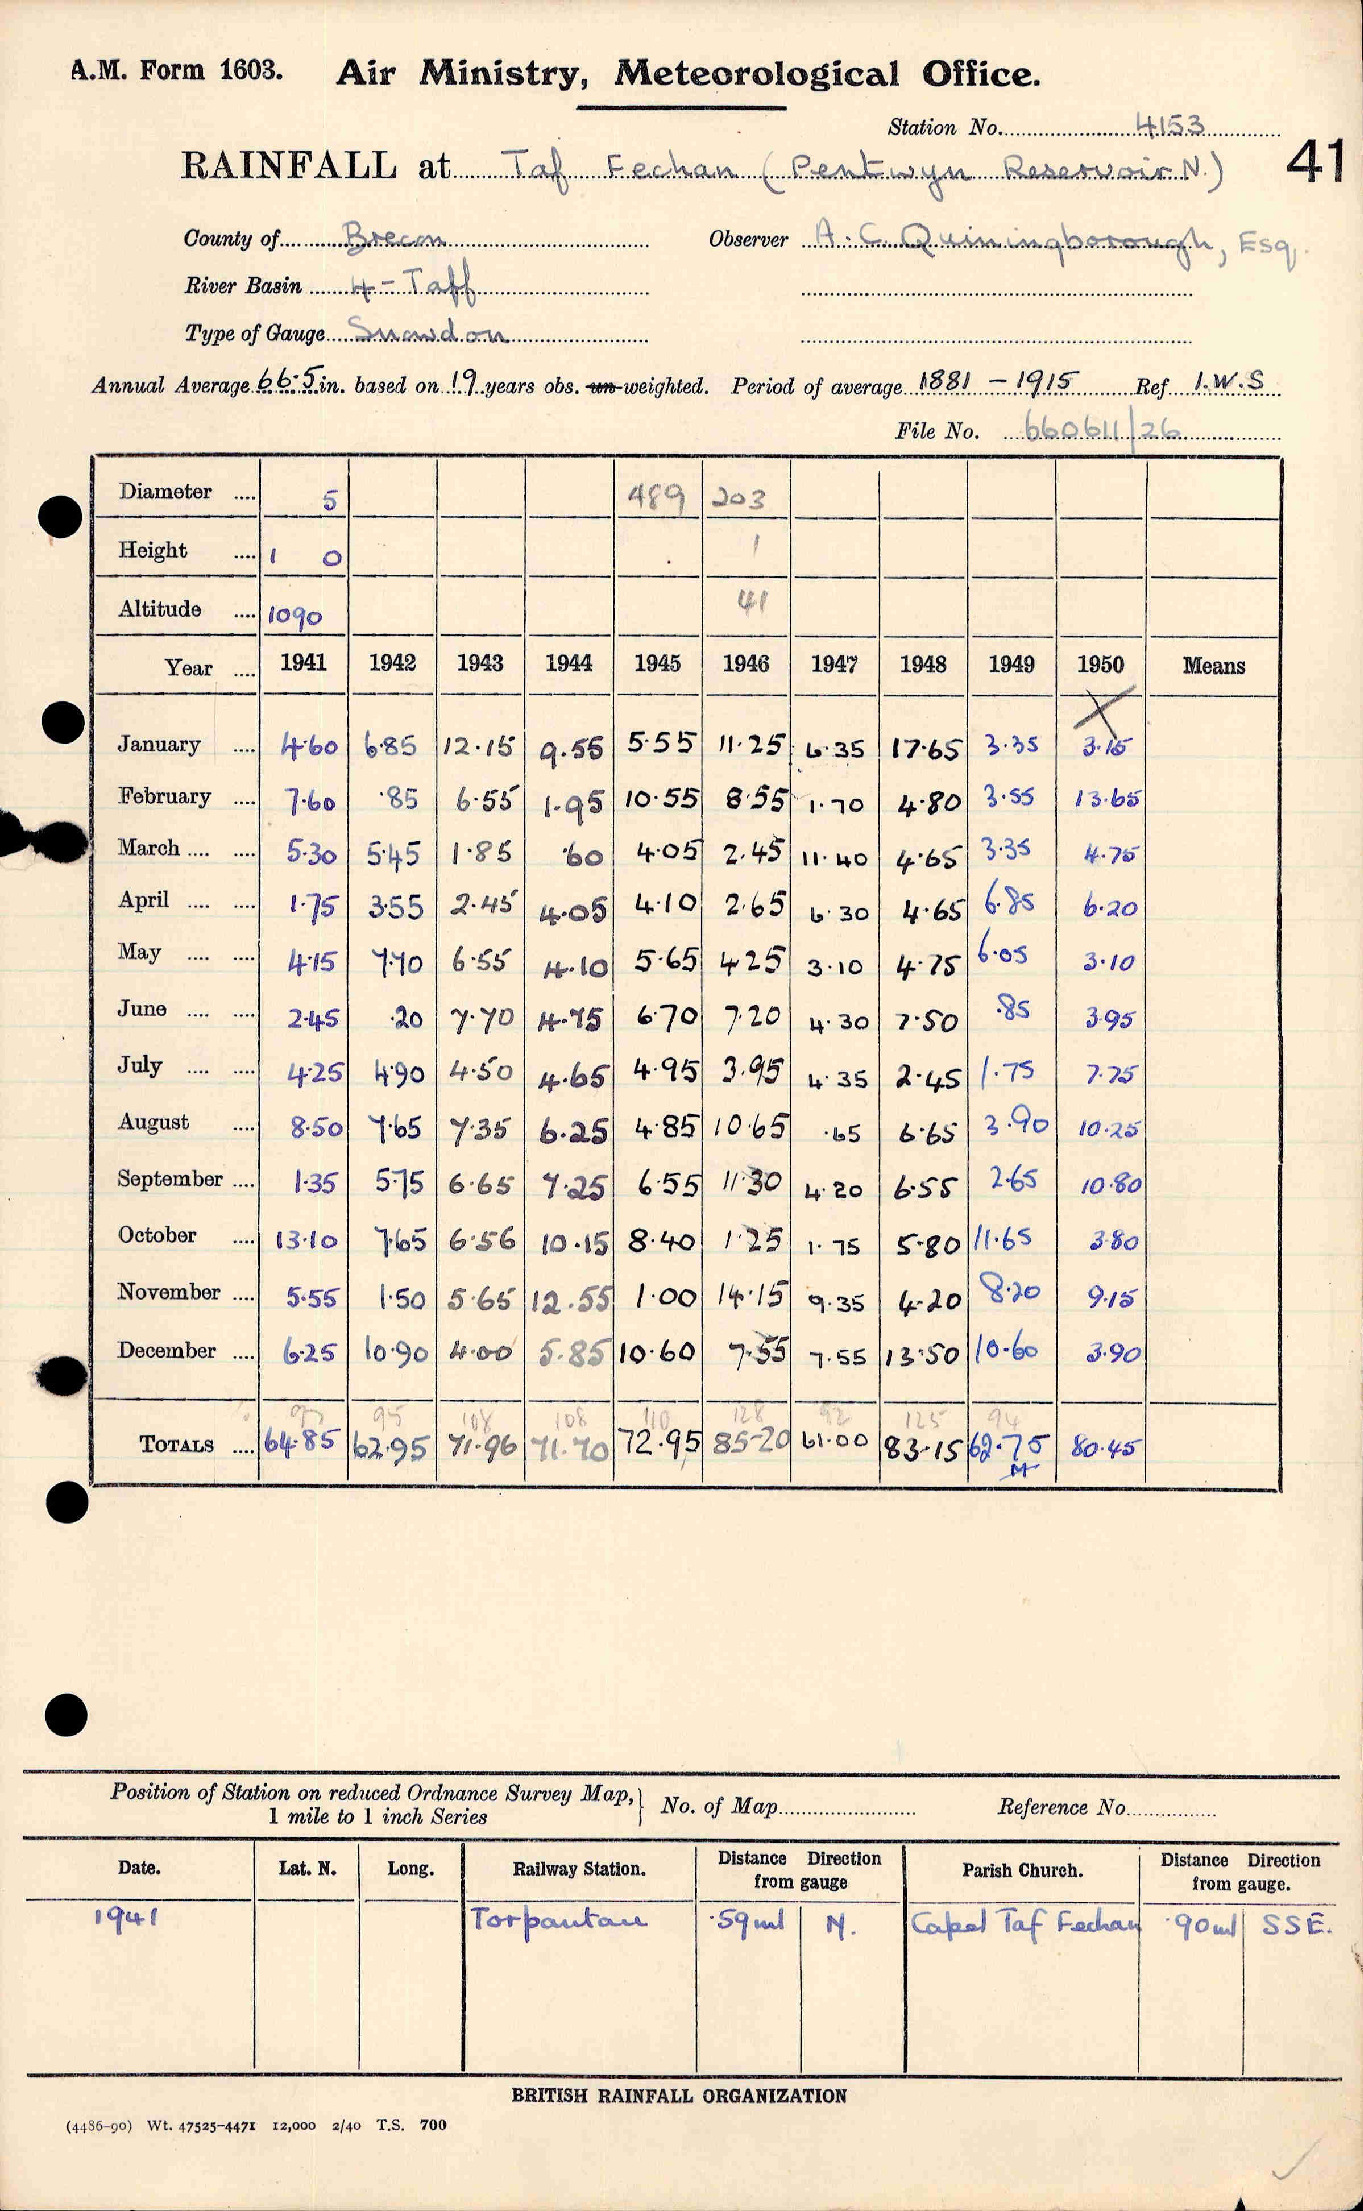 A.M. Form 1603. Air Ministry, Meteorological Office.
Station No. 4153
41
RAINFALL at Taf Fechan (Pentwyn Reservoir N.)
County of Brecon Observer A. C. Quiningborough, Esq.
River Basin 4 - Taff
Type of Gauge Snowdon
Annual Average 66.5 in. based on 19 years obs. un-weighted. Period of average 1881 - 1915 Ref. I.W.S
File No. 660611/26
Diameter .... 5 489 203
Height .... 1 0 1
Altitude .... 1090 41
Year .... 1941 1942 1943 1944 1945 1946 1947 1948 1949 1950 Means
January .... 4.60 6.85 12.15 9.55 5.55 11.25 6.35 17.65 3.35 3.15
February .... 7.60 .85 6.55 1.95 10.55 8.55 1.70 4.80 3.55 13.65
March .... .... 5.30 5.45 1.85 .60 4.05 2.45 11.40 4.65 3.35 4.75
April .... .... 1.75 3.55 2.45 4.05 4.10 2.65 6.30 4.65 6.85 6.20
May .... .... 4.15 7.70 6.55 4.10 5.65 4.25 3.10 4.75 6.05 3.10
June .... .... 2.45 .20 7.70 4.75 6.70 7.20 4.30 7.50 .85 3.95
July .... .... 4.25 4.90 4.50 4.65 4.95 3.95 4.35 2.45 1.75 7.75
August .... 8.50 7.65 7.35 6.25 4.85 10.65 .65 6.65 3.90 10.25
September .... 1.35 5.75 6.65 7.25 6.55 11.30 4.20 6.55 2.65 10.80
October .... 13.10 7.65 6.56 10.15 8.40 1.25 1.75 5.80 11.65 3.80
November .... 5.55 1.50 5.65 12.55 1.00 14.15 9.35 4.20 8.20 9.15
December .... 6.25 10.90 4.00 5.85 10.60 7.55 7.55 13.50 10.60 3.90
95 108 108 110 128 92 125 94
TOTALS .... 64.85 62.95 71.96 71.70 72.95 85.20 61.00 83.15 62.75 80.45
Position of Station on reduced Ordnance Survey Map, 1 mile to 1 inch Series } No. of Map Reference No.
Date. Lat. N. Long. Railway Station. Distance Direction from gauge Parish Church. Distance Direction from gauge.
1941 Torpantau .59 ml N. Capel Taf Fechan .90 ml SSE.
BRITISH RAINFALL ORGANIZATION
(4486-90) Wt. 47525-4471 12,000 2/40 T.S. 700